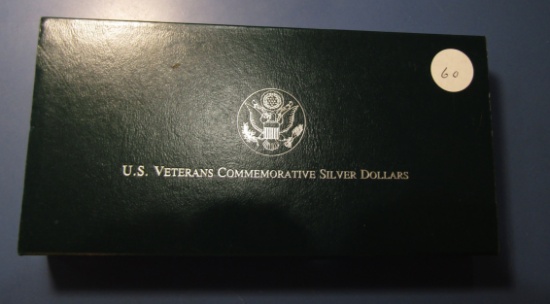 60
U.S. VETERANS COMMEMORATIVE SILVER DOLLARS